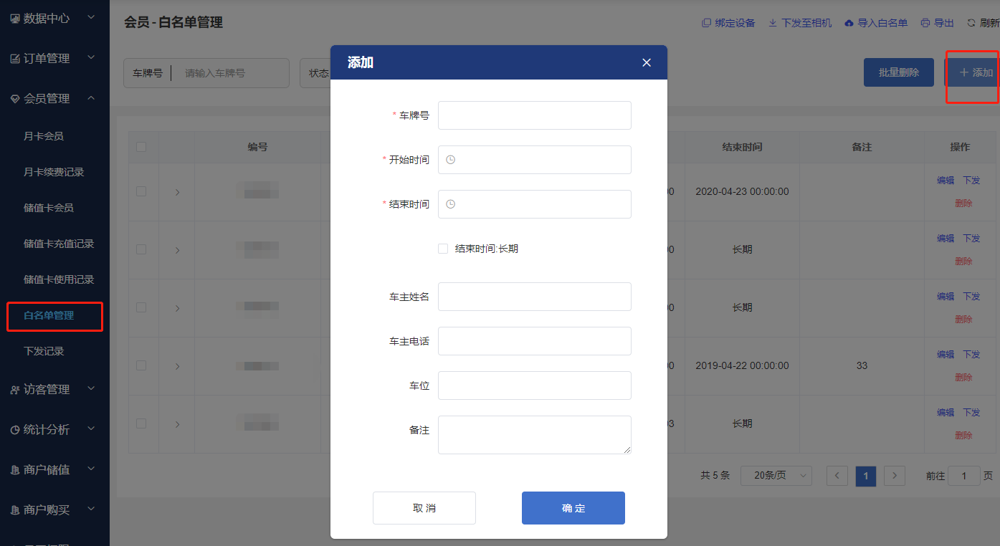 数据中心
订单管理
会员管理
月卡会员
月卡续费记录
储值卡会员
储值卡充值记录
储值卡使用记录
白名单管理
下发记录
访客管理
统计分析
商户储值
商户购买
会员-白名单管理
绑定设备 下发至相机 导入白名单 导出 刷新
车牌号 请输入车牌号 状态
批量删除 + 添加
编号 结束时间 备注 操作
2020-04-23 00:00:00 编辑 下发
删除
长期 编辑 下发
删除
长期 编辑 下发
删除
2019-04-22 00:00:00 33 编辑 下发
删除
长期 编辑 下发
删除
共 5 条 20条/页 1 前往 1 页
添加
* 车牌号
* 开始时间
* 结束时间
结束时间:长期
车主姓名
车主电话
车位
备注
取 消 确 定